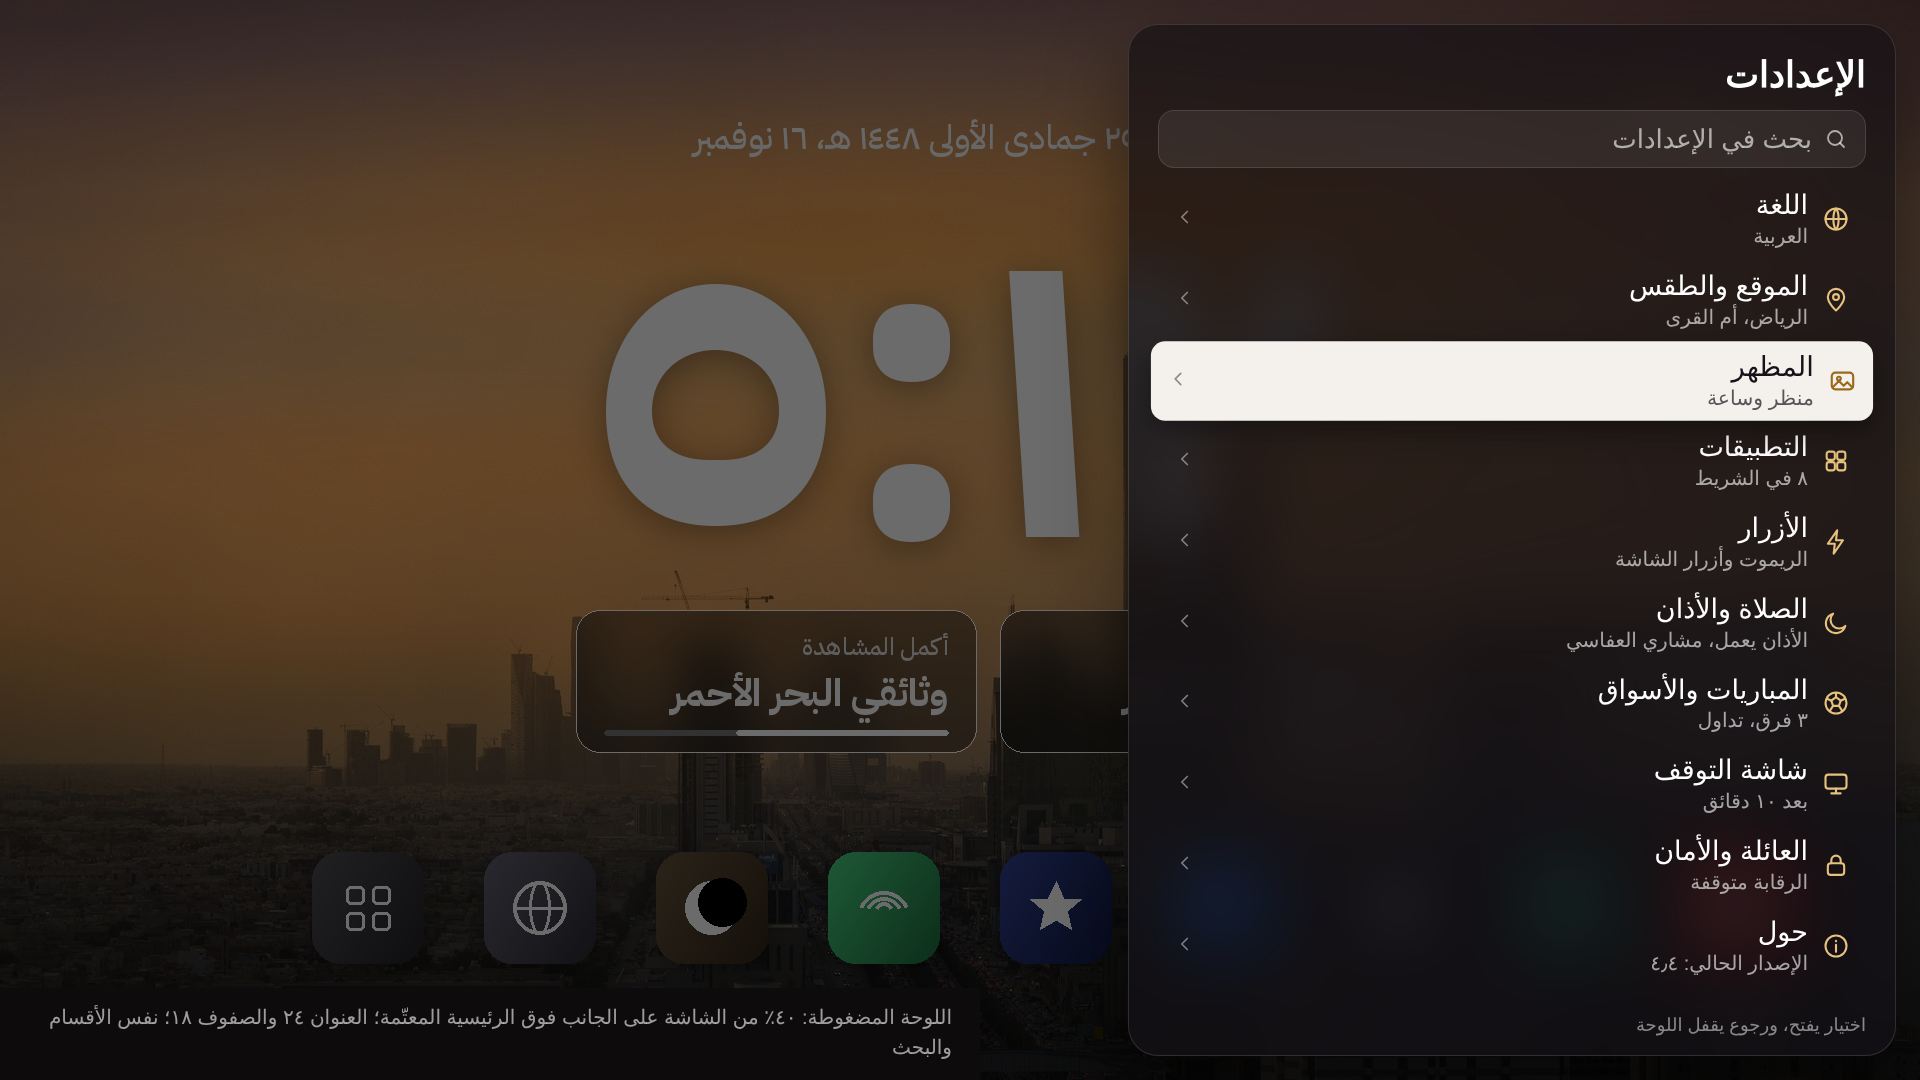 الإعدادات
بحث في الإعدادات
اللغة
العربية
الموقع والطقس
الرياض، أم القرى
المظهر
منظر وساعة
التطبيقات
٨ في الشريط
الأزرار
الريموت وأزرار الشاشة
الصلاة والأذان
الأذان يعمل، مشاري العفاسي
المباريات والأسواق
٣ فرق، تداول
شاشة التوقف
بعد ١٠ دقائق
العائلة والأمان
الرقابة متوقفة
حول
الإصدار الحالي: ٤٫٤
اختيار يفتح، ورجوع يقفل اللوحة
جمادى الأولى ١٤٤٨ هـ، ١٦ نوفمبر
أكمل المشاهدة
وثائقي البحر الأحمر
اللوحة المضغوطة: ٤٠٪ من الشاشة على الجانب فوق الرئيسية المعتّمة؛ العنوان ٢٤ والصفوف ١٨؛ نفس الأقسام
والبحث